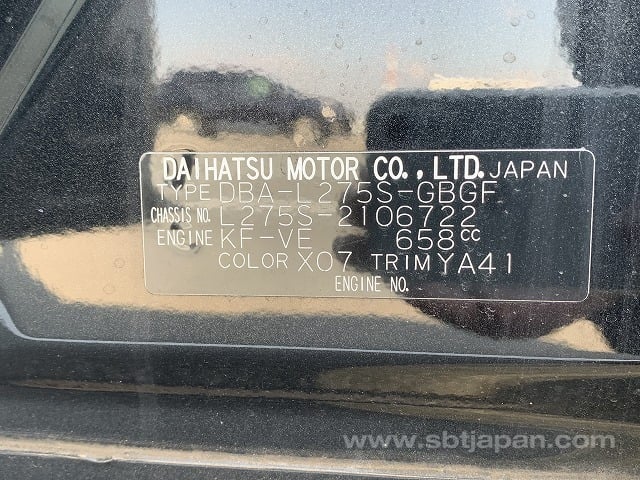 DAIHATSU MOTOR CO.,LTD. JAPAN
TYPE DBA-L275S-GBGF
CHASSIS NO. L275S-2106722
ENGINE KF-VE 658cc
COLOR X07 TRIM YA41
ENGINE NO.
www.sbtjapan.com